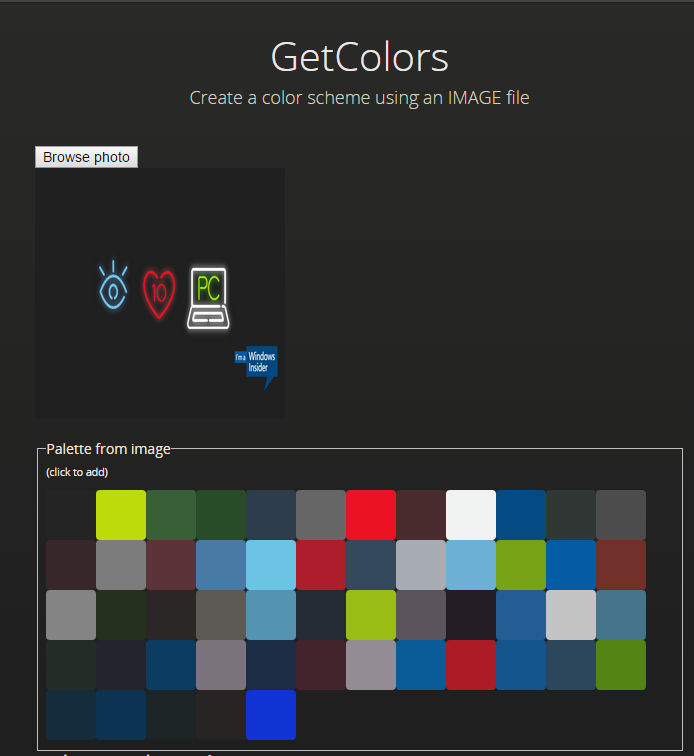 GetColors
Create a color scheme using an IMAGE file
Browse photo
10
PC
I'm a
Windows
Insider
Palette from image
(click to add)